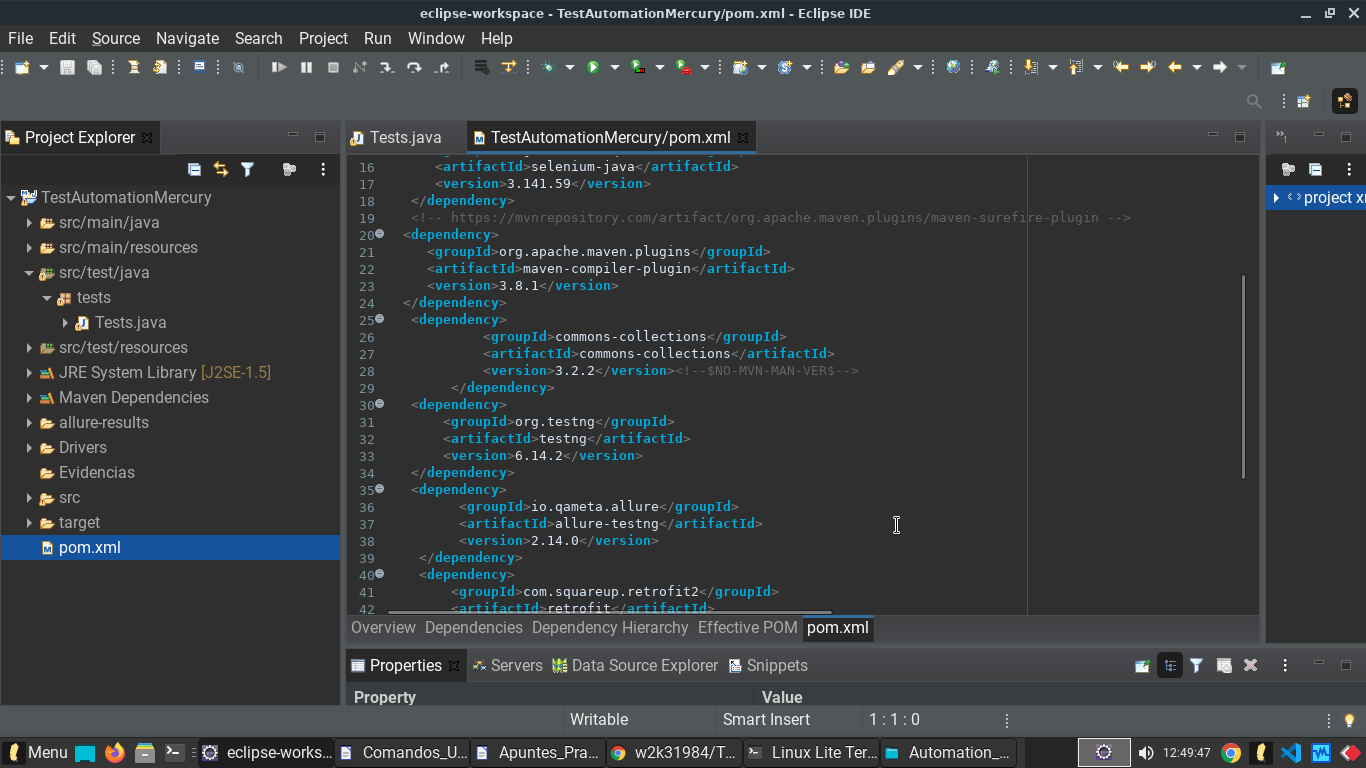 eclipse-workspace - TestAutomationMercury/pom.xml - Eclipse IDE
File Edit Source Navigate Search Project Run Window Help
Project Explorer
TestAutomationMercury
src/main/java
src/main/resources
src/test/java
tests
Tests.java
src/test/resources
JRE System Library [J2SE-1.5]
Maven Dependencies
allure-results
Drivers
Evidencias
src
target
pom.xml
Tests.java TestAutomationMercury/pom.xml
16 <artifactId>selenium-java</artifactId>
17 <version>3.141.59</version>
18 </dependency>
19 <!-- https://mvnrepository.com/artifact/org.apache.maven.plugins/maven-surefire-plugin -->
20 <dependency>
21 <groupId>org.apache.maven.plugins</groupId>
22 <artifactId>maven-compiler-plugin</artifactId>
23 <version>3.8.1</version>
24 </dependency>
25 <dependency>
26 <groupId>commons-collections</groupId>
27 <artifactId>commons-collections</artifactId>
28 <version>3.2.2</version><!--$NO-MVN-MAN-VER$-->
29 </dependency>
30 <dependency>
31 <groupId>org.testng</groupId>
32 <artifactId>testng</artifactId>
33 <version>6.14.2</version>
34 </dependency>
35 <dependency>
36 <groupId>io.qameta.allure</groupId>
37 <artifactId>allure-testng</artifactId>
38 <version>2.14.0</version>
39 </dependency>
40 <dependency>
41 <groupId>com.squareup.retrofit2</groupId>
42 <artifactId>retrofit</artifactId>
Overview Dependencies Dependency Hierarchy Effective POM pom.xml
project x
Properties Servers Data Source Explorer Snippets
Property Value
Writable Smart Insert 1 : 1 : 0
Menu eclipse-works... Comandos_U... Apuntes_Pra... w2k31984/T... Linux Lite Ter... Automation_... 12:49:47